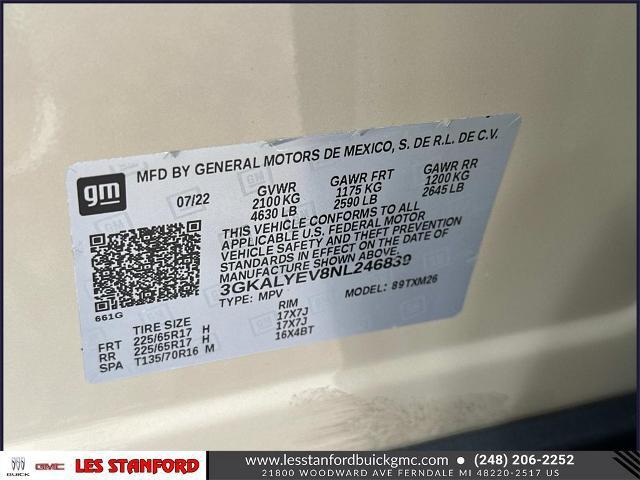 gm
MFD BY GENERAL MOTORS DE MEXICO, S. DE R.L. DE C.V.
07/22 GVWR GAWR FRT GAWR RR
2100 KG 1175 KG 1200 KG
4630 LB 2590 LB 2645 LB
THIS VEHICLE CONFORMS TO ALL
APPLICABLE U.S. FEDERAL MOTOR
VEHICLE SAFETY AND THEFT PREVENTION
STANDARDS IN EFFECT ON THE DATE OF
MANUFACTURE SHOWN ABOVE.
3GKALYEV8NL246839
TYPE: MPV MODEL: 89TXM26
661G
TIRE SIZE RIM
FRT 225/65R17 H 17X7J
RR 225/65R17 H 17X7J
SPA T135/70R16 M 16X4BT
BUICK GMC LES STANFORD
www.lesstanfordbuickgmc.com • (248) 206-2252
21800 WOODWARD AVE FERNDALE MI 48220-2517 US